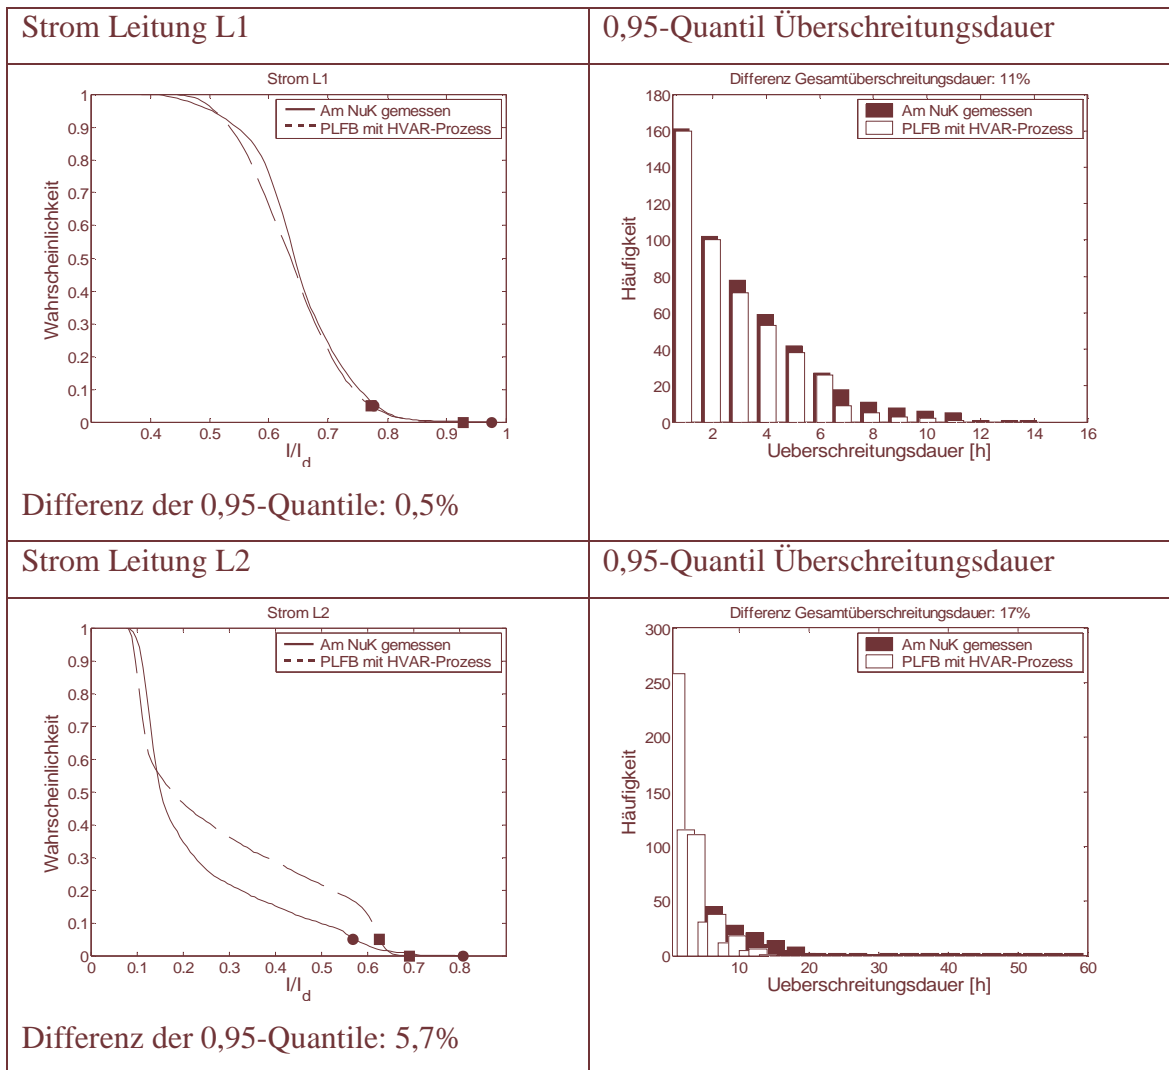 Strom Leitung L1
0,95-Quantil Überschreitungsdauer
Strom L1
Am NuK gemessen
PLFB mit HVAR-Prozess
1
0.9
0.8
0.7
0.6
0.5
0.4
0.3
0.2
0.1
0
Wahrscheinlichkeit
0.4 0.5 0.6 0.7 0.8 0.9 1
I/I_d
Differenz der 0,95-Quantile: 0,5%
Differenz Gesamtüberschreitungsdauer: 11%
Am NuK gemessen
PLFB mit HVAR-Prozess
180
160
140
120
100
80
60
40
20
0
Häufigkeit
2 4 6 8 10 12 14 16
Ueberschreitungsdauer [h]
Strom Leitung L2
0,95-Quantil Überschreitungsdauer
Strom L2
Am NuK gemessen
PLFB mit HVAR-Prozess
1
0.9
0.8
0.7
0.6
0.5
0.4
0.3
0.2
0.1
0
Wahrscheinlichkeit
0 0.1 0.2 0.3 0.4 0.5 0.6 0.7 0.8
I/I_d
Differenz der 0,95-Quantile: 5,7%
Differenz Gesamtüberschreitungsdauer: 17%
Am NuK gemessen
PLFB mit HVAR-Prozess
300
250
200
150
100
50
0
Häufigkeit
10 20 30 40 50 60
Ueberschreitungsdauer [h]